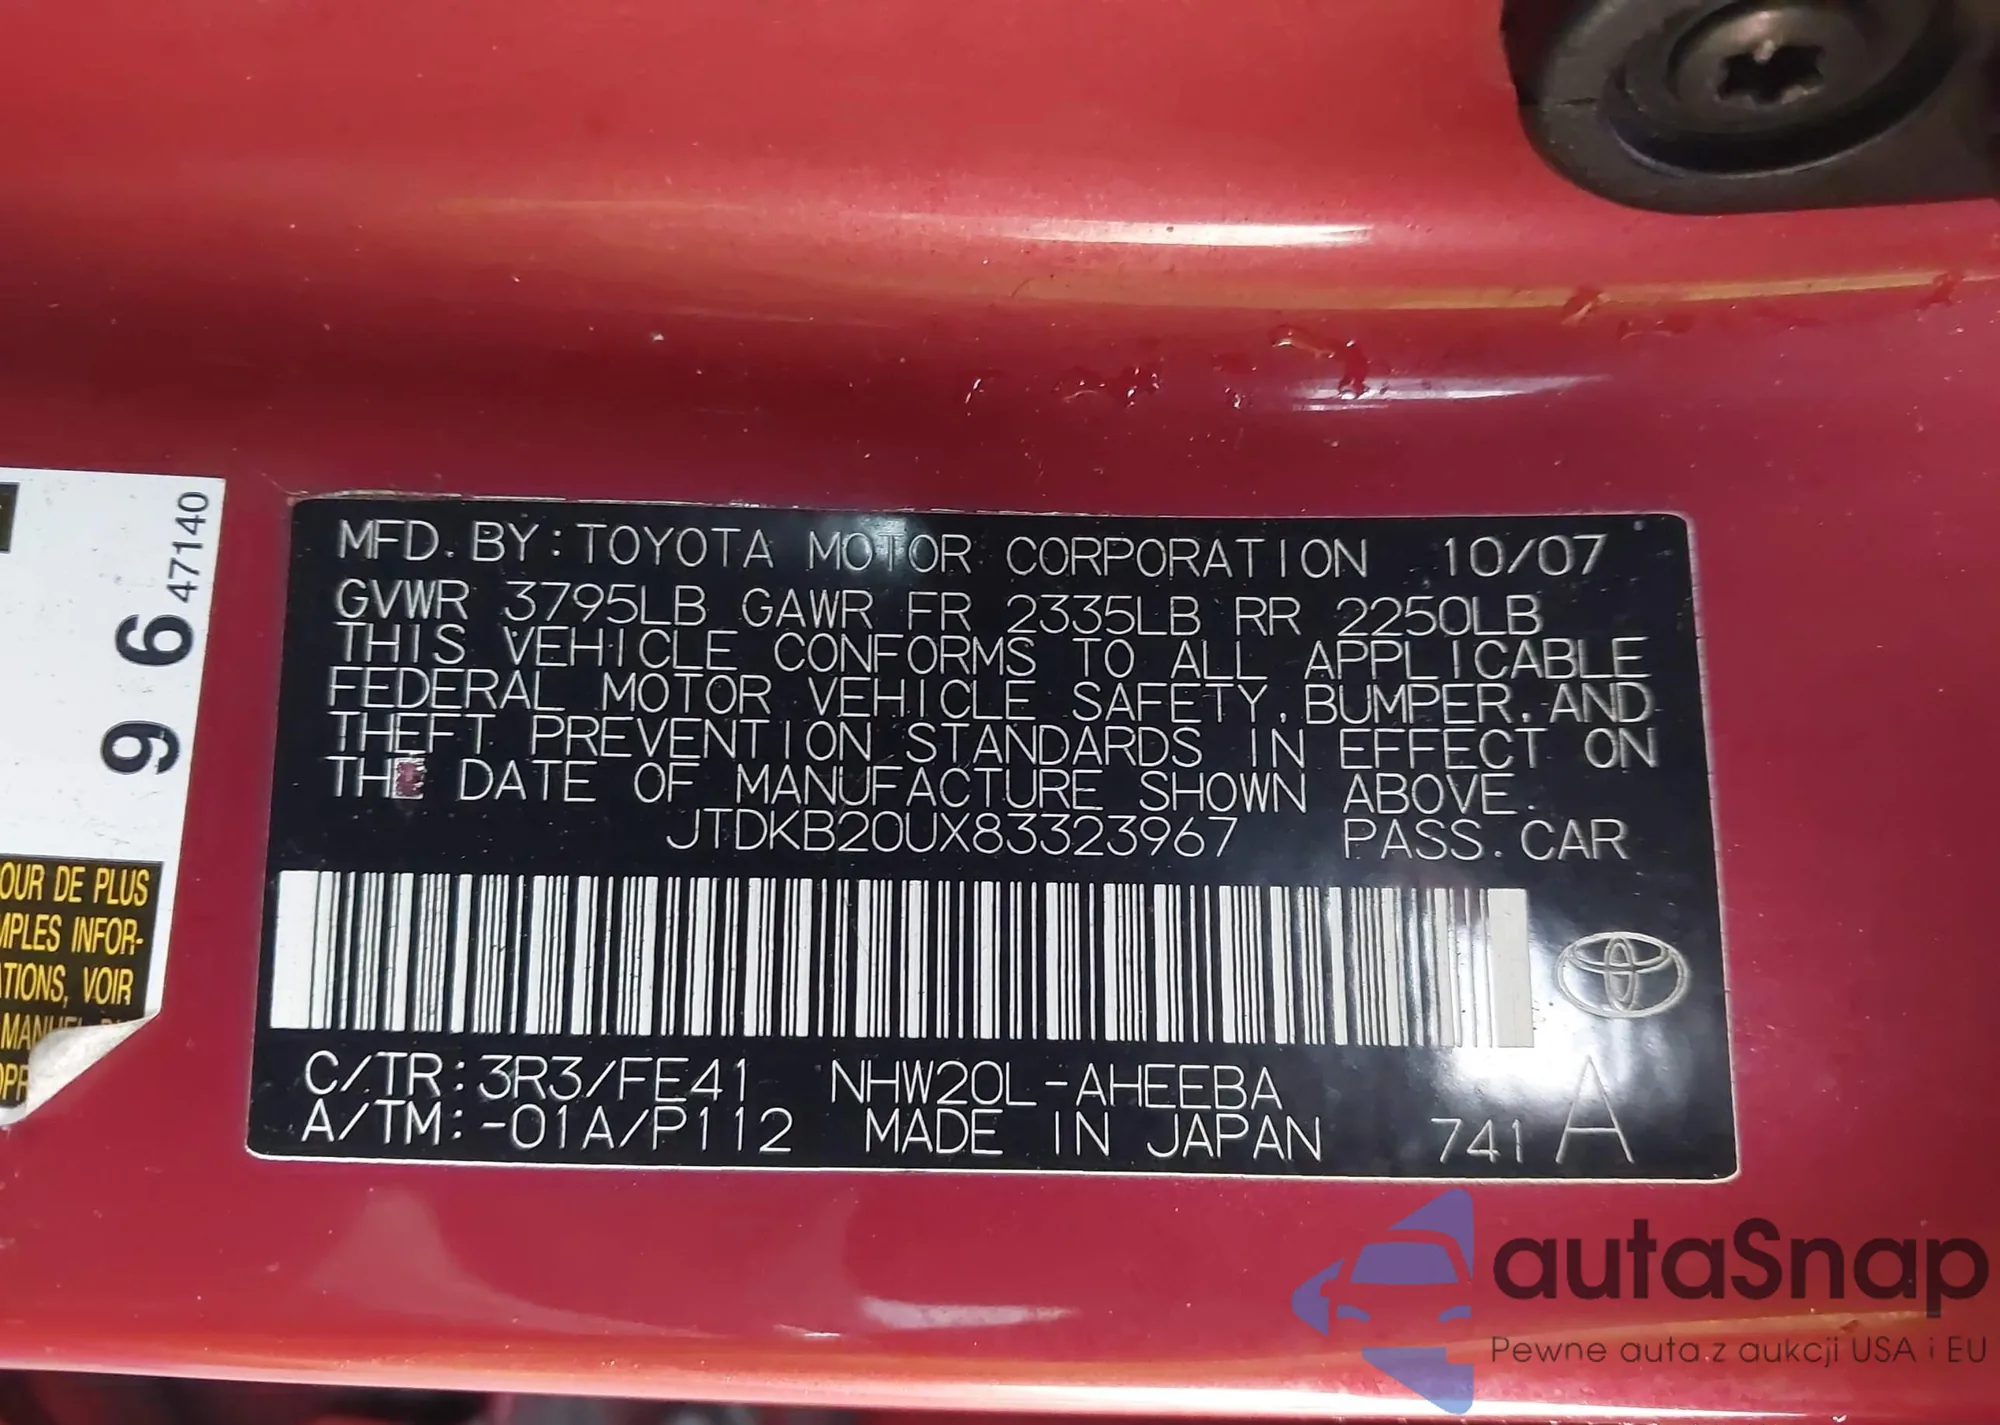 MFD. BY: TOYOTA MOTOR CORPORATION 10/07
GVWR 3795LB GAWR FR 2335LB RR 2250LB
THIS VEHICLE CONFORMS TO ALL APPLICABLE
FEDERAL MOTOR VEHICLE SAFETY, BUMPER, AND
THEFT PREVENTION STANDARDS IN EFFECT ON
THE DATE OF MANUFACTURE SHOWN ABOVE.
JTDKB20UX83323967 PASS. CAR
C/TR: 3R3/FE41 NHW20L-AHEEBA
A/TM: -01A/P112 MADE IN JAPAN 741 A
96 47140
OUR DE PLUS
MPLES INFOR-
ATIONS, VOIR
MANUEL
OPR
autaSnap
Pewne auta z aukcji USA i EU